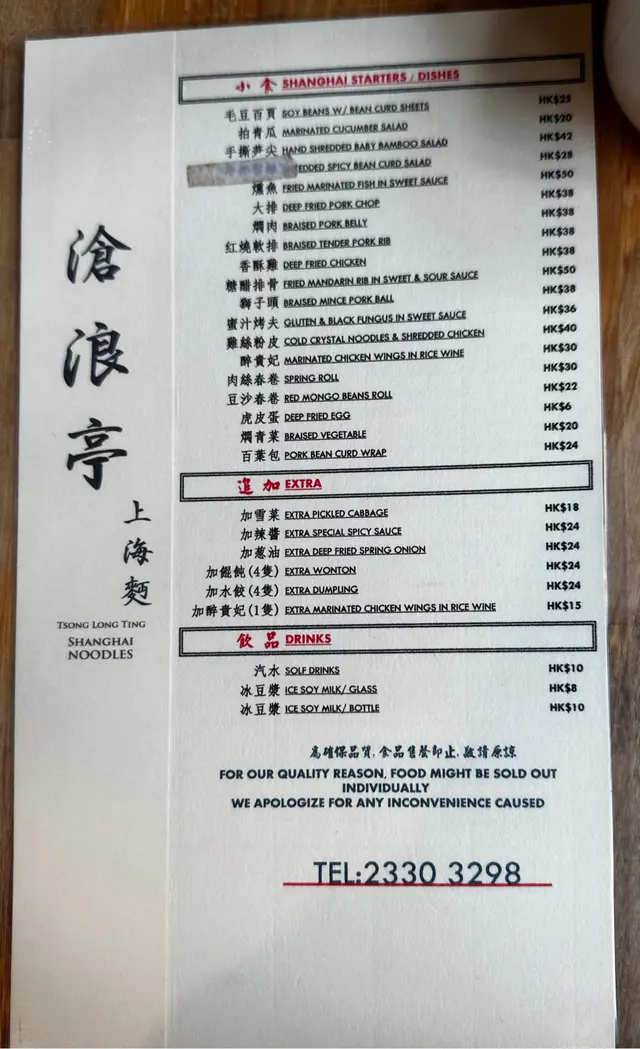 滄浪亭
上海麵
TSONG LONG TING
SHANGHAI
NOODLES
小食 SHANGHAI STARTERS / DISHES
毛豆百頁 SOY BEANS W/ BEAN CURD SHEETS HK$25
拍青瓜 MARINATED CUCUMBER SALAD HK$20
手撕笋尖 HAND SHREDDED BABY BAMBOO SALAD HK$42
EDDED SPICY BEAN CURD SALAD HK$28
燻魚 FRIED MARINATED FISH IN SWEET SAUCE HK$50
大排 DEEP FRIED PORK CHOP HK$38
燜肉 BRAISED PORK BELLY HK$38
红燒軟排 BRAISED TENDER PORK RIB HK$38
香酥雞 DEEP FRIED CHICKEN HK$38
糖醋排骨 FRIED MANDARIN RIB IN SWEET & SOUR SAUCE HK$50
獅子頭 BRAISED MINCE PORK BALL HK$38
蜜汁烤夫 GLUTEN & BLACK FUNGUS IN SWEET SAUCE HK$36
雞絲粉皮 COLD CRYSTAL NOODLES & SHREDDED CHICKEN HK$40
醉貴妃 MARINATED CHICKEN WINGS IN RICE WINE HK$30
肉絲春卷 SPRING ROLL HK$30
豆沙春卷 RED MONGO BEANS ROLL HK$22
虎皮蛋 DEEP FRIED EGG HK$6
燜青菜 BRAISED VEGETABLE HK$20
百葉包 PORK BEAN CURD WRAP HK$24
追加 EXTRA
加雪菜 EXTRA PICKLED CABBAGE HK$18
加辣醬 EXTRA SPECIAL SPICY SAUCE HK$24
加葱油 EXTRA DEEP FRIED SPRING ONION HK$24
加餛飩(4隻) EXTRA WONTON HK$24
加水餃(4隻) EXTRA DUMPLING HK$24
加醉貴妃(1隻) EXTRA MARINATED CHICKEN WINGS IN RICE WINE HK$15
飲品 DRINKS
汽水 SOLF DRINKS HK$10
冰豆漿 ICE SOY MILK/ GLASS HK$8
冰豆漿 ICE SOY MILK/ BOTTLE HK$10
為確保品質, 食品售罄即止, 敬請原諒
FOR OUR QUALITY REASON, FOOD MIGHT BE SOLD OUT
INDIVIDUALLY
WE APOLOGIZE FOR ANY INCONVENIENCE CAUSED
TEL:2330 3298